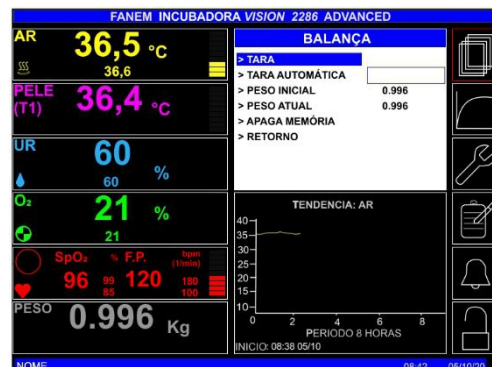 FANEM INCUBADORA VISION 2286 ADVANCED
AR
36,5 °C
36,6
PELE
(T1)
36,4 °C
UR
60 %
60
O₂
21 %
21
SpO₂ % F.P. bpm
(1/min)
96 99 120 180
85 100
PESO
0.996 Kg
BALANÇA
> TARA
> TARA AUTOMÁTICA
> PESO INICIAL 0.996
> PESO ATUAL 0.996
> APAGA MEMÓRIA
> RETORNO
TENDENCIA: AR
40
35
30
25
20
15
10
0 2 4 6 8
PERIODO 8 HORAS
INICIO: 08:38 05/10
NOME 08:42 05/10/20